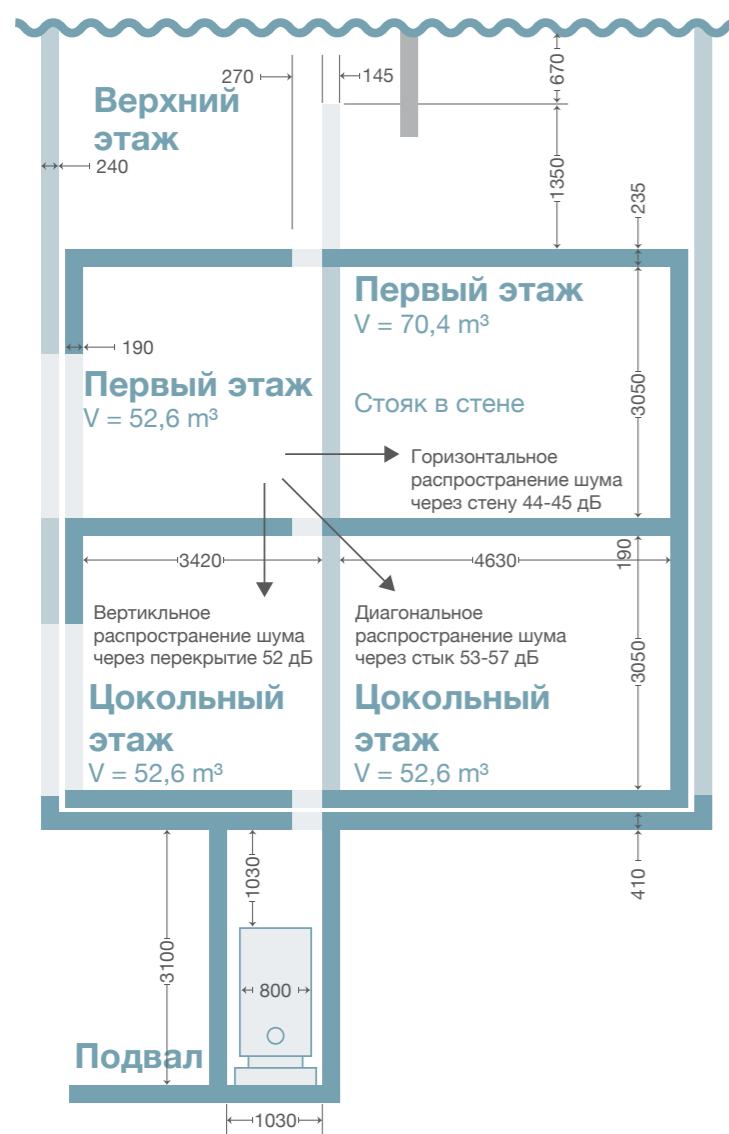 270
145
670
Верхний
этаж
240
1350
235
Первый этаж
V = 70,4 m³
190
Первый этаж
V = 52,6 m³
Стояк в стене
3050
Горизонтальное
распространение шума
через стену 44-45 дБ
3420
4630
190
Вертикльное
распространение шума
через перекрытие 52 дБ
Диагональное
распространение шума
через стык 53-57 дБ
3050
Цокольный
этаж
V = 52,6 m³
Цокольный
этаж
V = 52,6 m³
1030
410
3100
800
Подвал
1030